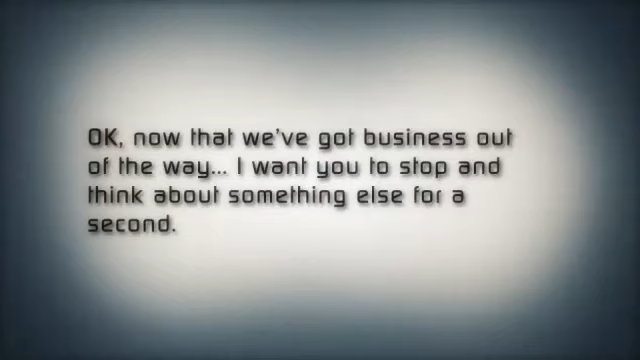 OK, now that we've got business out
of the way... I want you to stop and
think about something else for a
second.